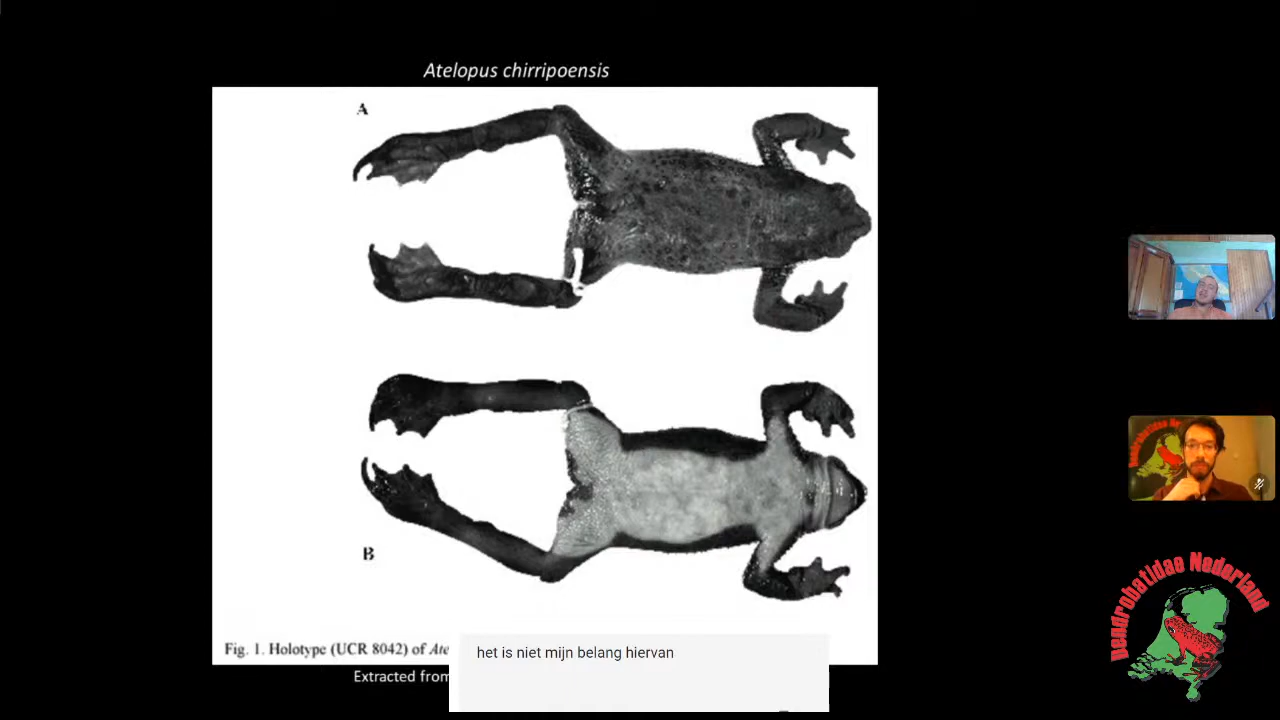 Atelopus chirripoensis
A
B
Fig. 1. Holotype (UCR 8042) of Ate
Extracted from
het is niet mijn belang hiervan
Dendrobatidae Nederland